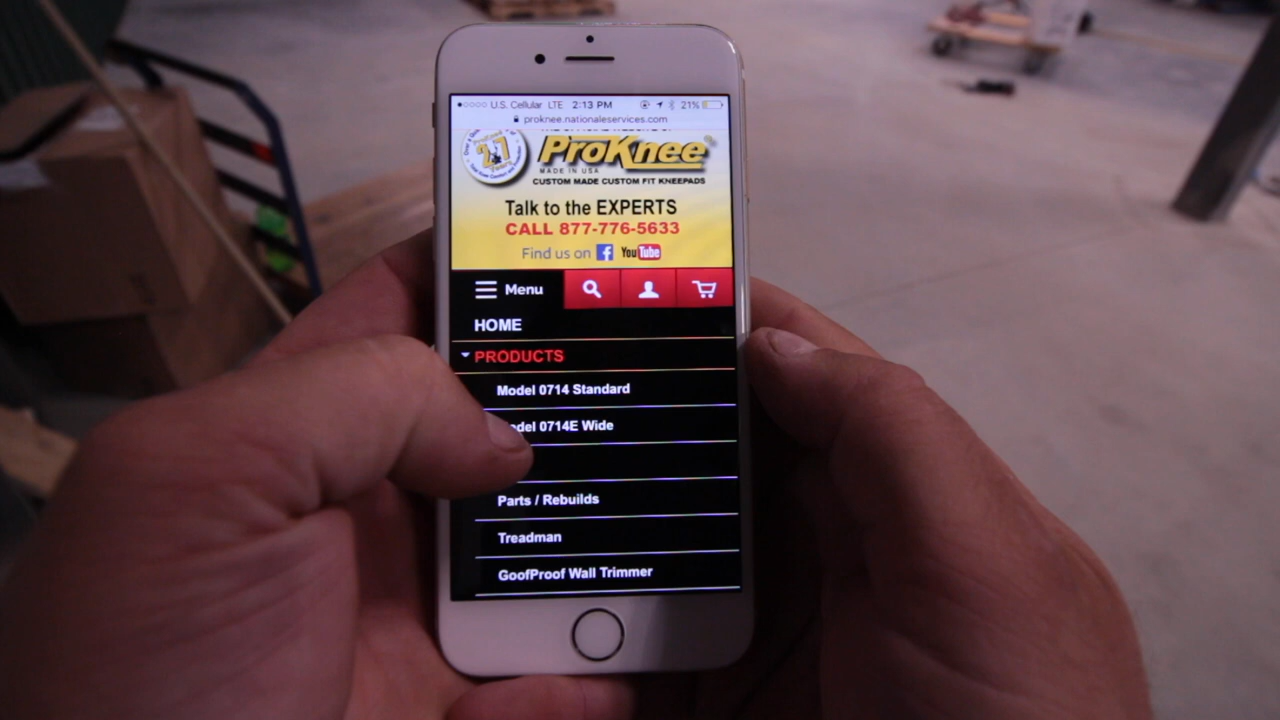 U.S. Cellular LTE 2:13 PM 21%
proknee.nationaleservices.com
27
ProKnee
MADE IN USA
CUSTOM MADE CUSTOM FIT KNEEPADS
Talk to the EXPERTS
CALL 877-776-5633
Find us on f YouTube
Menu
HOME
PRODUCTS
Model 0714 Standard
odel 0714E Wide
Parts / Rebuilds
Treadman
GoofProof Wall Trimmer